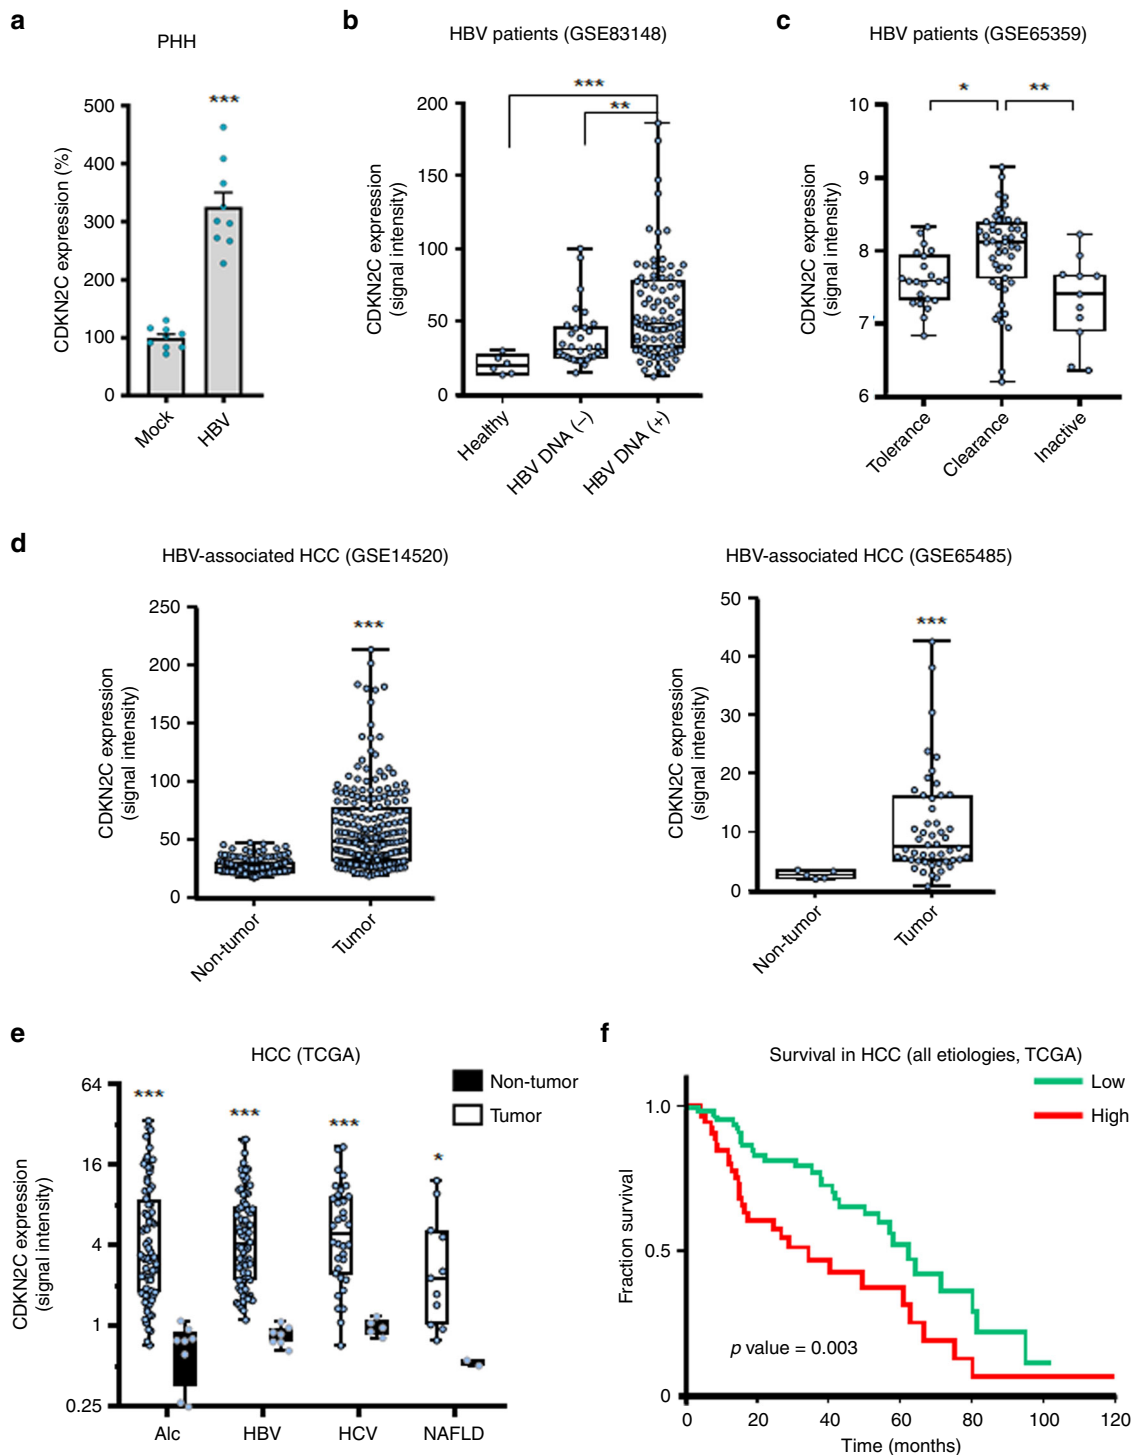 a
PHH
CDKN2C expression (%)
500
400
300
200
100
0
***
Mock
HBV
b
HBV patients (GSE83148)
CDKN2C expression
(signal intensity)
200
150
100
50
0
***
**
Healthy
HBV DNA (−)
HBV DNA (+)
c
HBV patients (GSE65359)
CDKN2C expression
(signal intensity)
10
9
8
7
6
*
**
Tolerance
Clearance
Inactive
d
HBV-associated HCC (GSE14520)
CDKN2C expression
(signal intensity)
250
200
150
100
50
0
***
Non-tumor
Tumor
HBV-associated HCC (GSE65485)
CDKN2C expression
(signal intensity)
50
40
30
20
10
0
***
Non-tumor
Tumor
e
HCC (TCGA)
Non-tumor
Tumor
CDKN2C expression
(signal intensity)
64
16
4
1
0.25
***
***
***
*
Alc
HBV
HCV
NAFLD
f
Survival in HCC (all etiologies, TCGA)
Low
High
Fraction survival
1.0
0.5
0
p value = 0.003
0
20
40
60
80
100
120
Time (months)